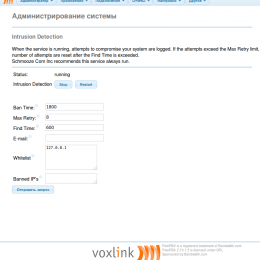 Администрирование системы
Intrusion Detection
When the service is running, attempts to compromise your system are logged. If the attempts exceed the Max Retry limit,
number of attempts are reset after the Find Time is exceeded.
Schmooze Com Inc recommends this service always run.
Status: running
Intrusion Detection Stop Restart
Ban Time: 1800
Max Retry: 8
Find Time: 600
E-mail:
127.0.0.1
Whitelist
Banned IP's
Отправить запрос
voxlink